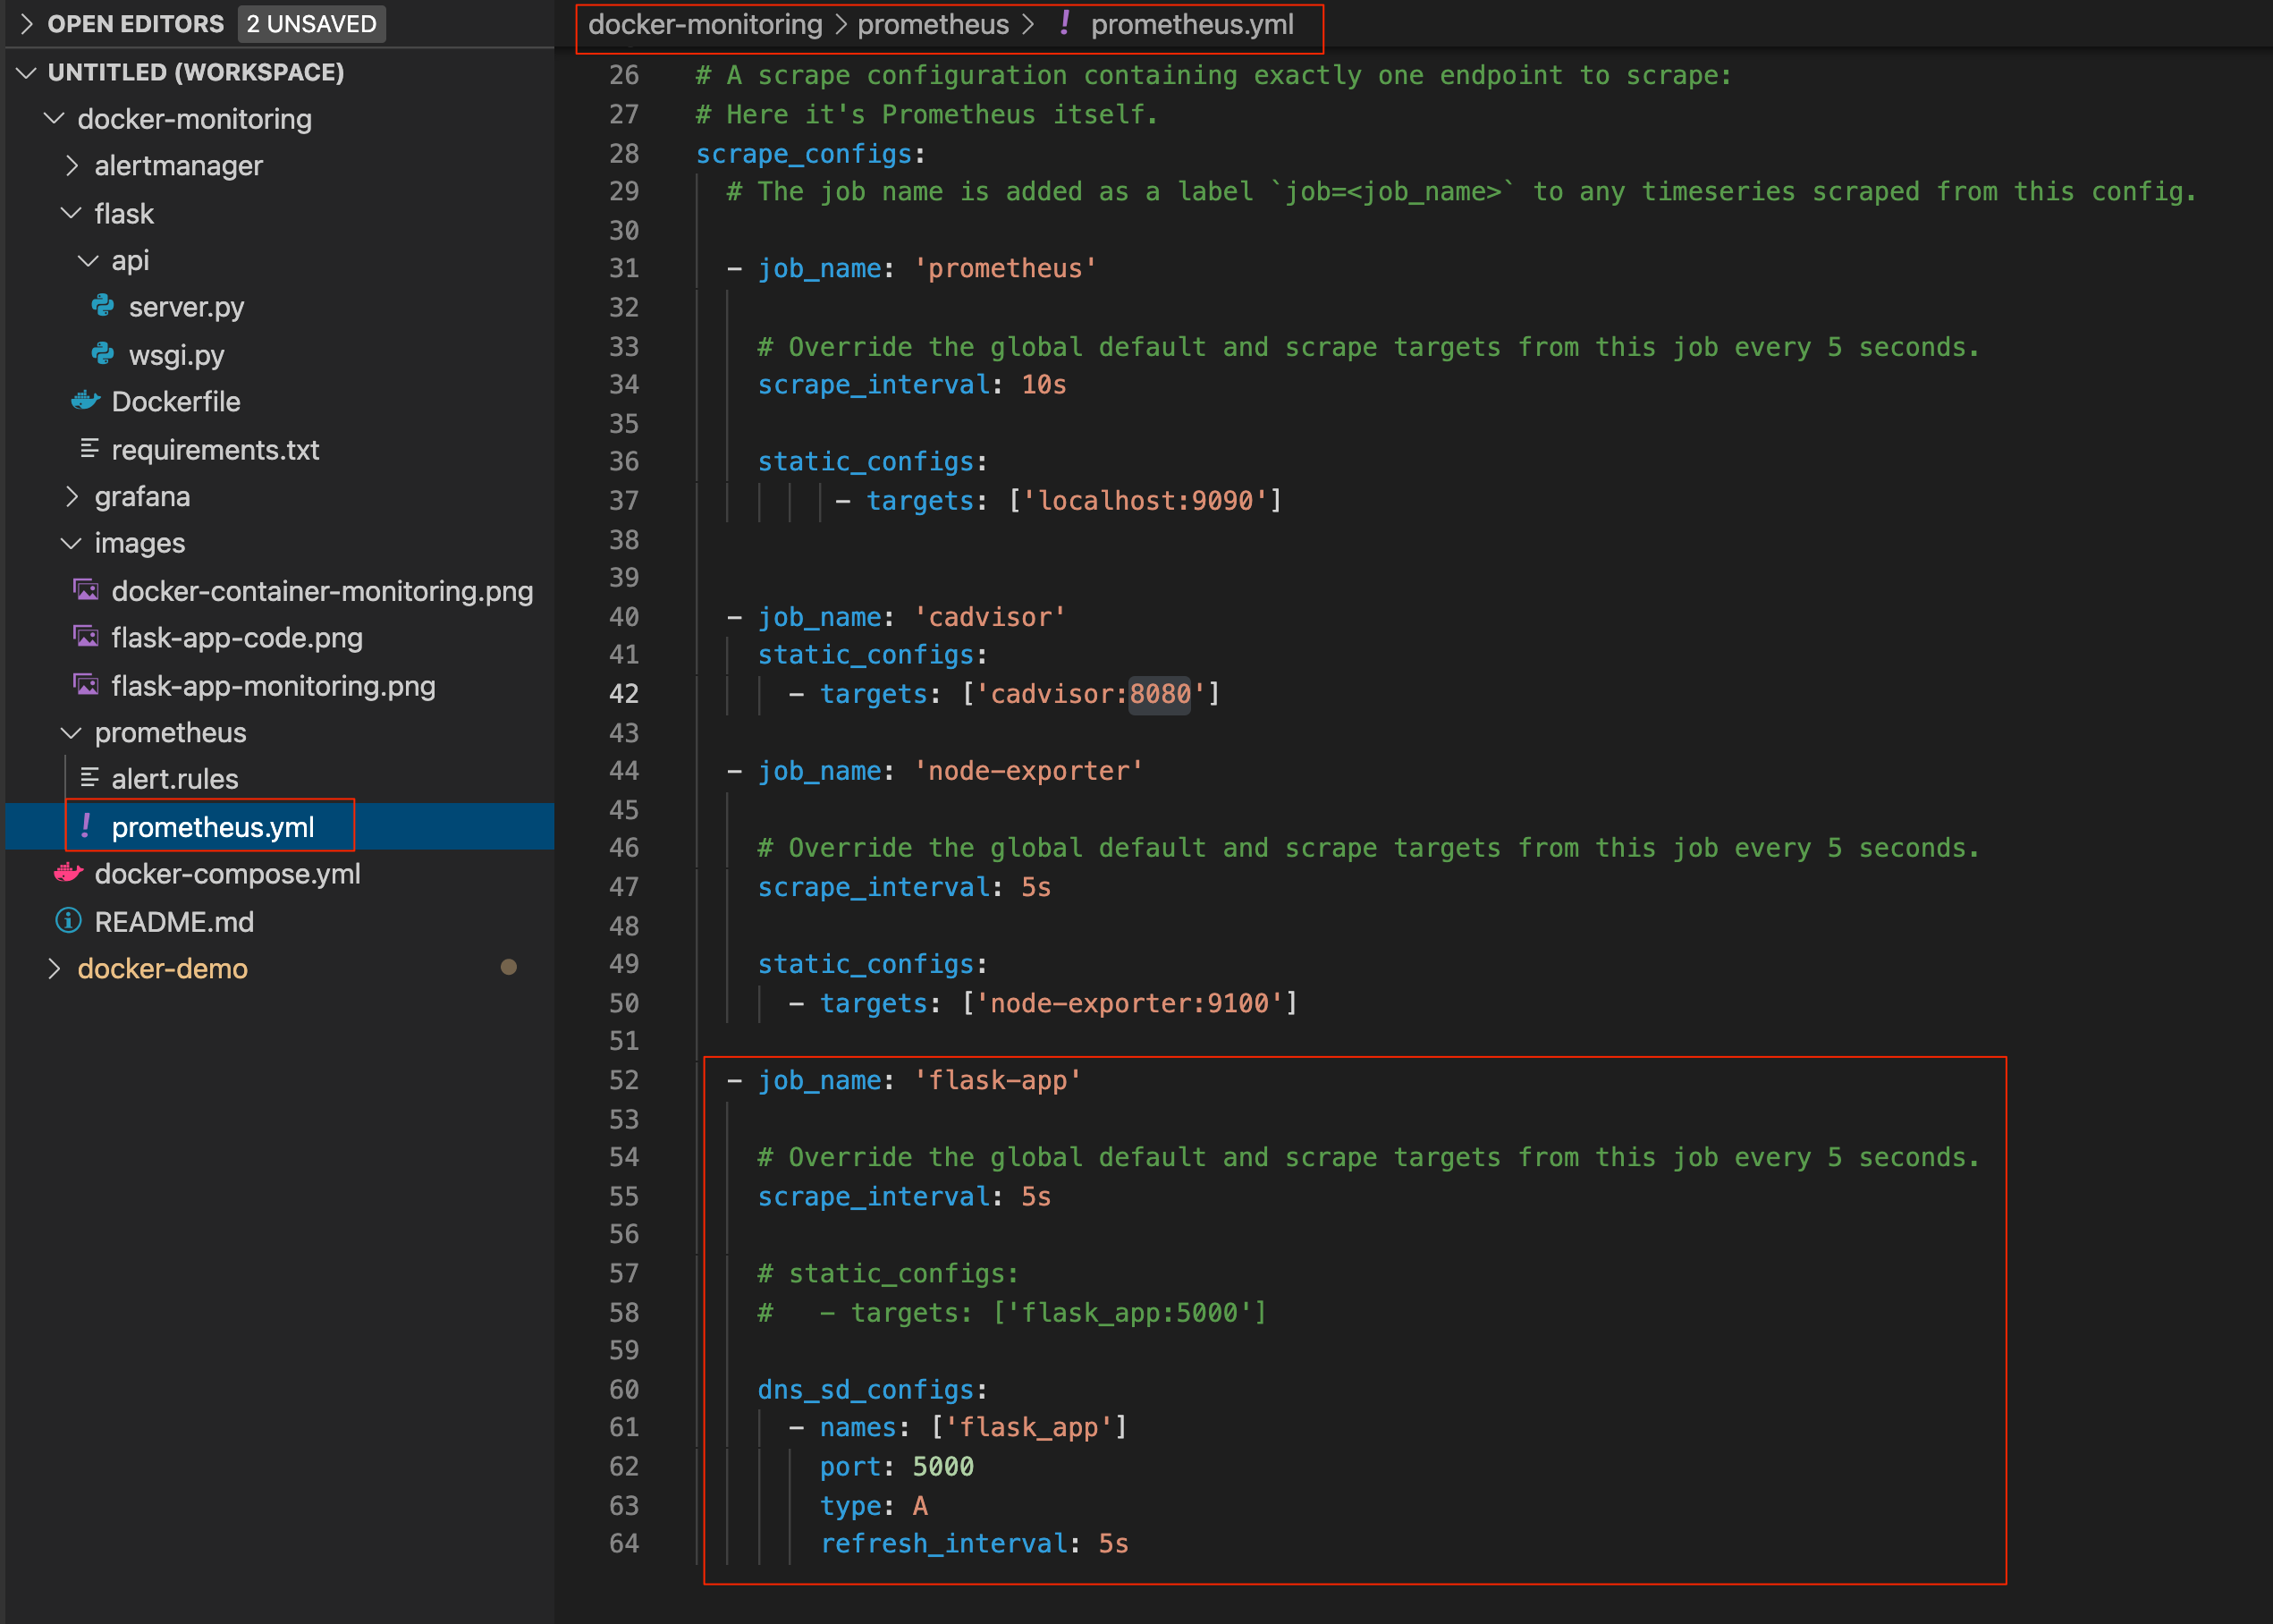 OPEN EDITORS 2 UNSAVED
UNTITLED (WORKSPACE)
docker-monitoring
alertmanager
flask
api
server.py
wsgi.py
Dockerfile
requirements.txt
grafana
images
docker-container-monitoring.png
flask-app-code.png
flask-app-monitoring.png
prometheus
alert.rules
! prometheus.yml
docker-compose.yml
README.md
docker-demo
docker-monitoring > prometheus > ! prometheus.yml
26 # A scrape configuration containing exactly one endpoint to scrape:
27 # Here it's Prometheus itself.
28 scrape_configs:
29 # The job name is added as a label `job=<job_name>` to any timeseries scraped from this config.
30
31 - job_name: 'prometheus'
32
33 # Override the global default and scrape targets from this job every 5 seconds.
34 scrape_interval: 10s
35
36 static_configs:
37 - targets: ['localhost:9090']
38
39
40 - job_name: 'cadvisor'
41 static_configs:
42 - targets: ['cadvisor:8080']
43
44 - job_name: 'node-exporter'
45
46 # Override the global default and scrape targets from this job every 5 seconds.
47 scrape_interval: 5s
48
49 static_configs:
50 - targets: ['node-exporter:9100']
51
52 - job_name: 'flask-app'
53
54 # Override the global default and scrape targets from this job every 5 seconds.
55 scrape_interval: 5s
56
57 # static_configs:
58 #   - targets: ['flask_app:5000']
59
60 dns_sd_configs:
61 - names: ['flask_app']
62 port: 5000
63 type: A
64 refresh_interval: 5s